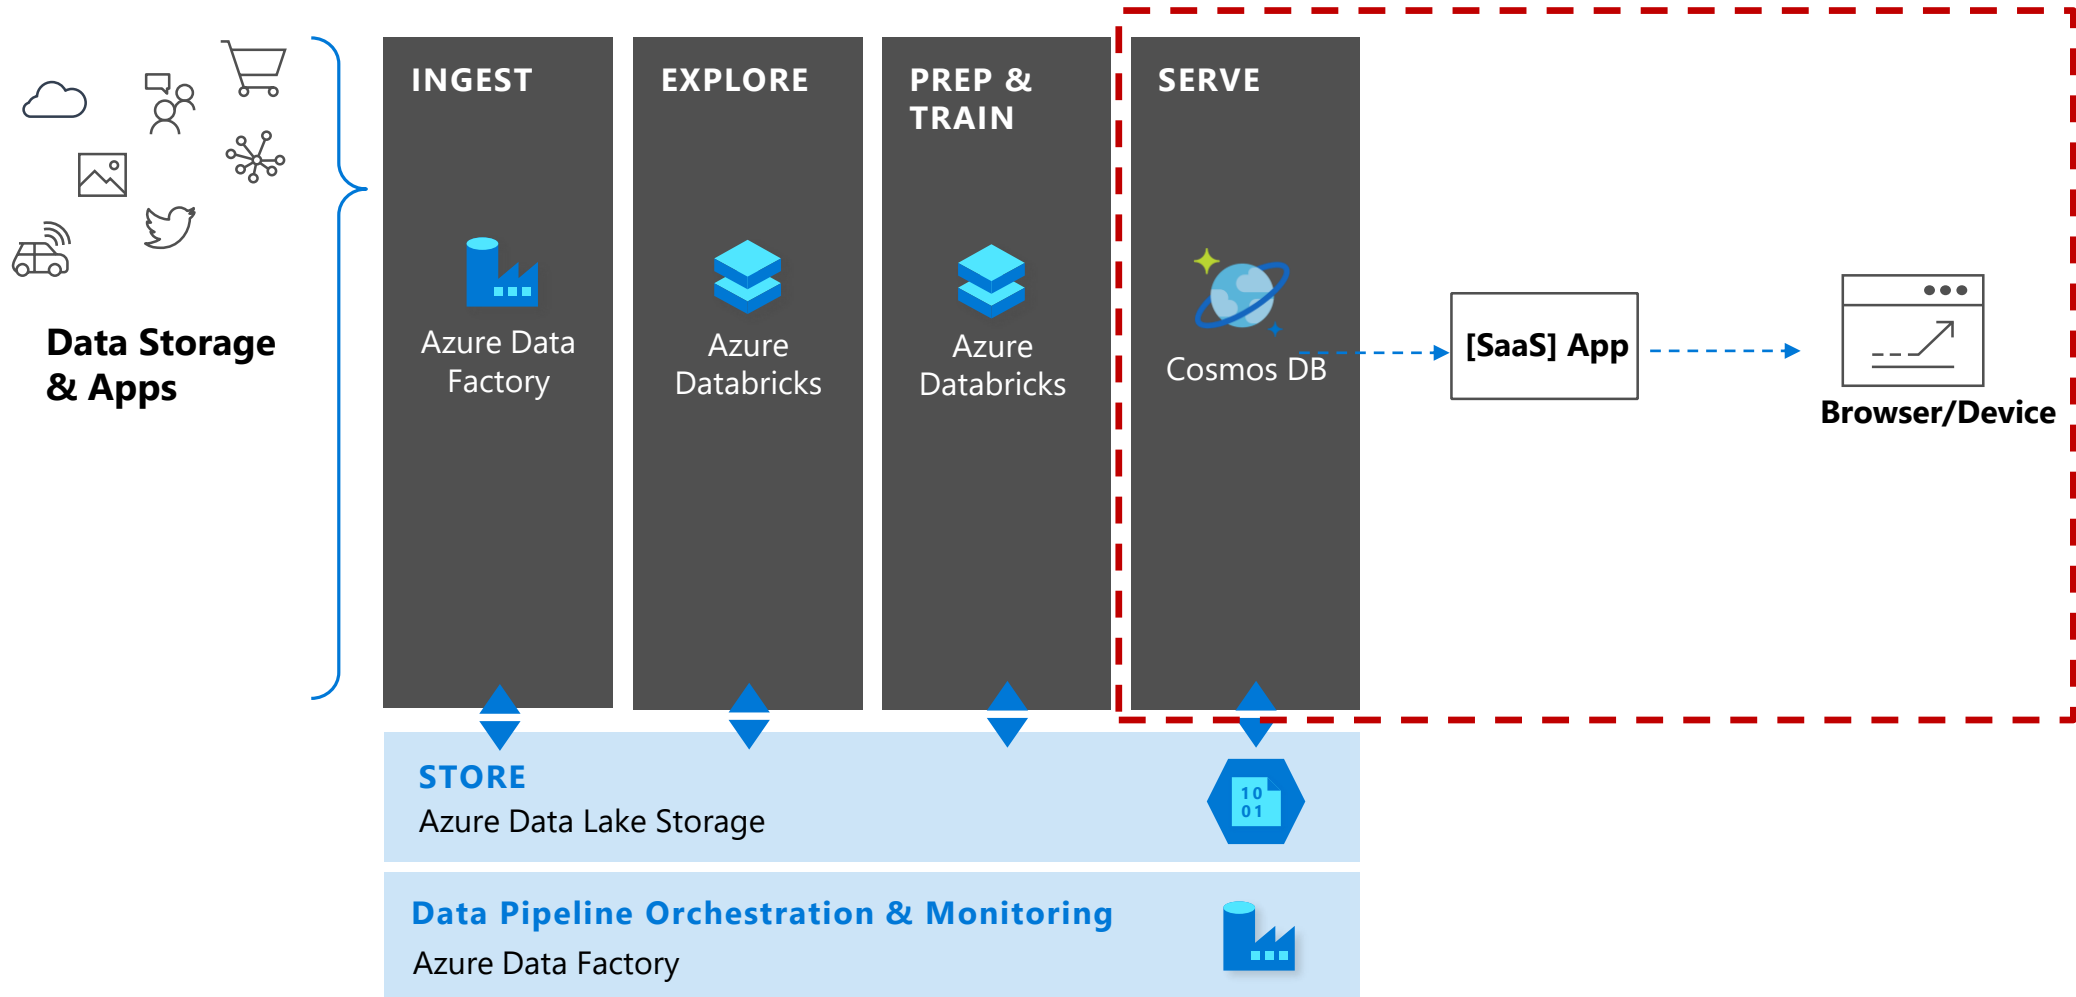 Data Storage
& Apps
INGEST
Azure Data
Factory
EXPLORE
Azure
Databricks
PREP &
TRAIN
Azure
Databricks
SERVE
Cosmos DB
[SaaS] App
Browser/Device
STORE
Azure Data Lake Storage
10
01
Data Pipeline Orchestration & Monitoring
Azure Data Factory